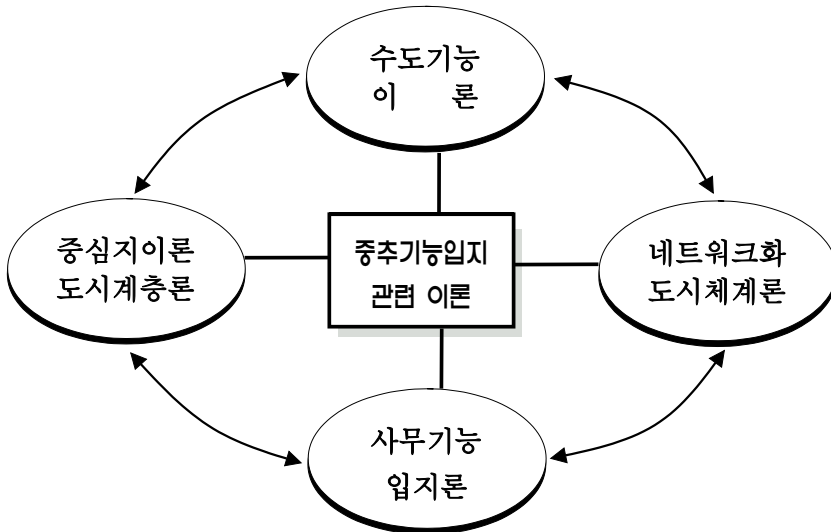 수도기능
이 론
중심지이론
도시계층론
중추기능입지
관련 이론
네트워크화
도시체계론
사무기능
입지론